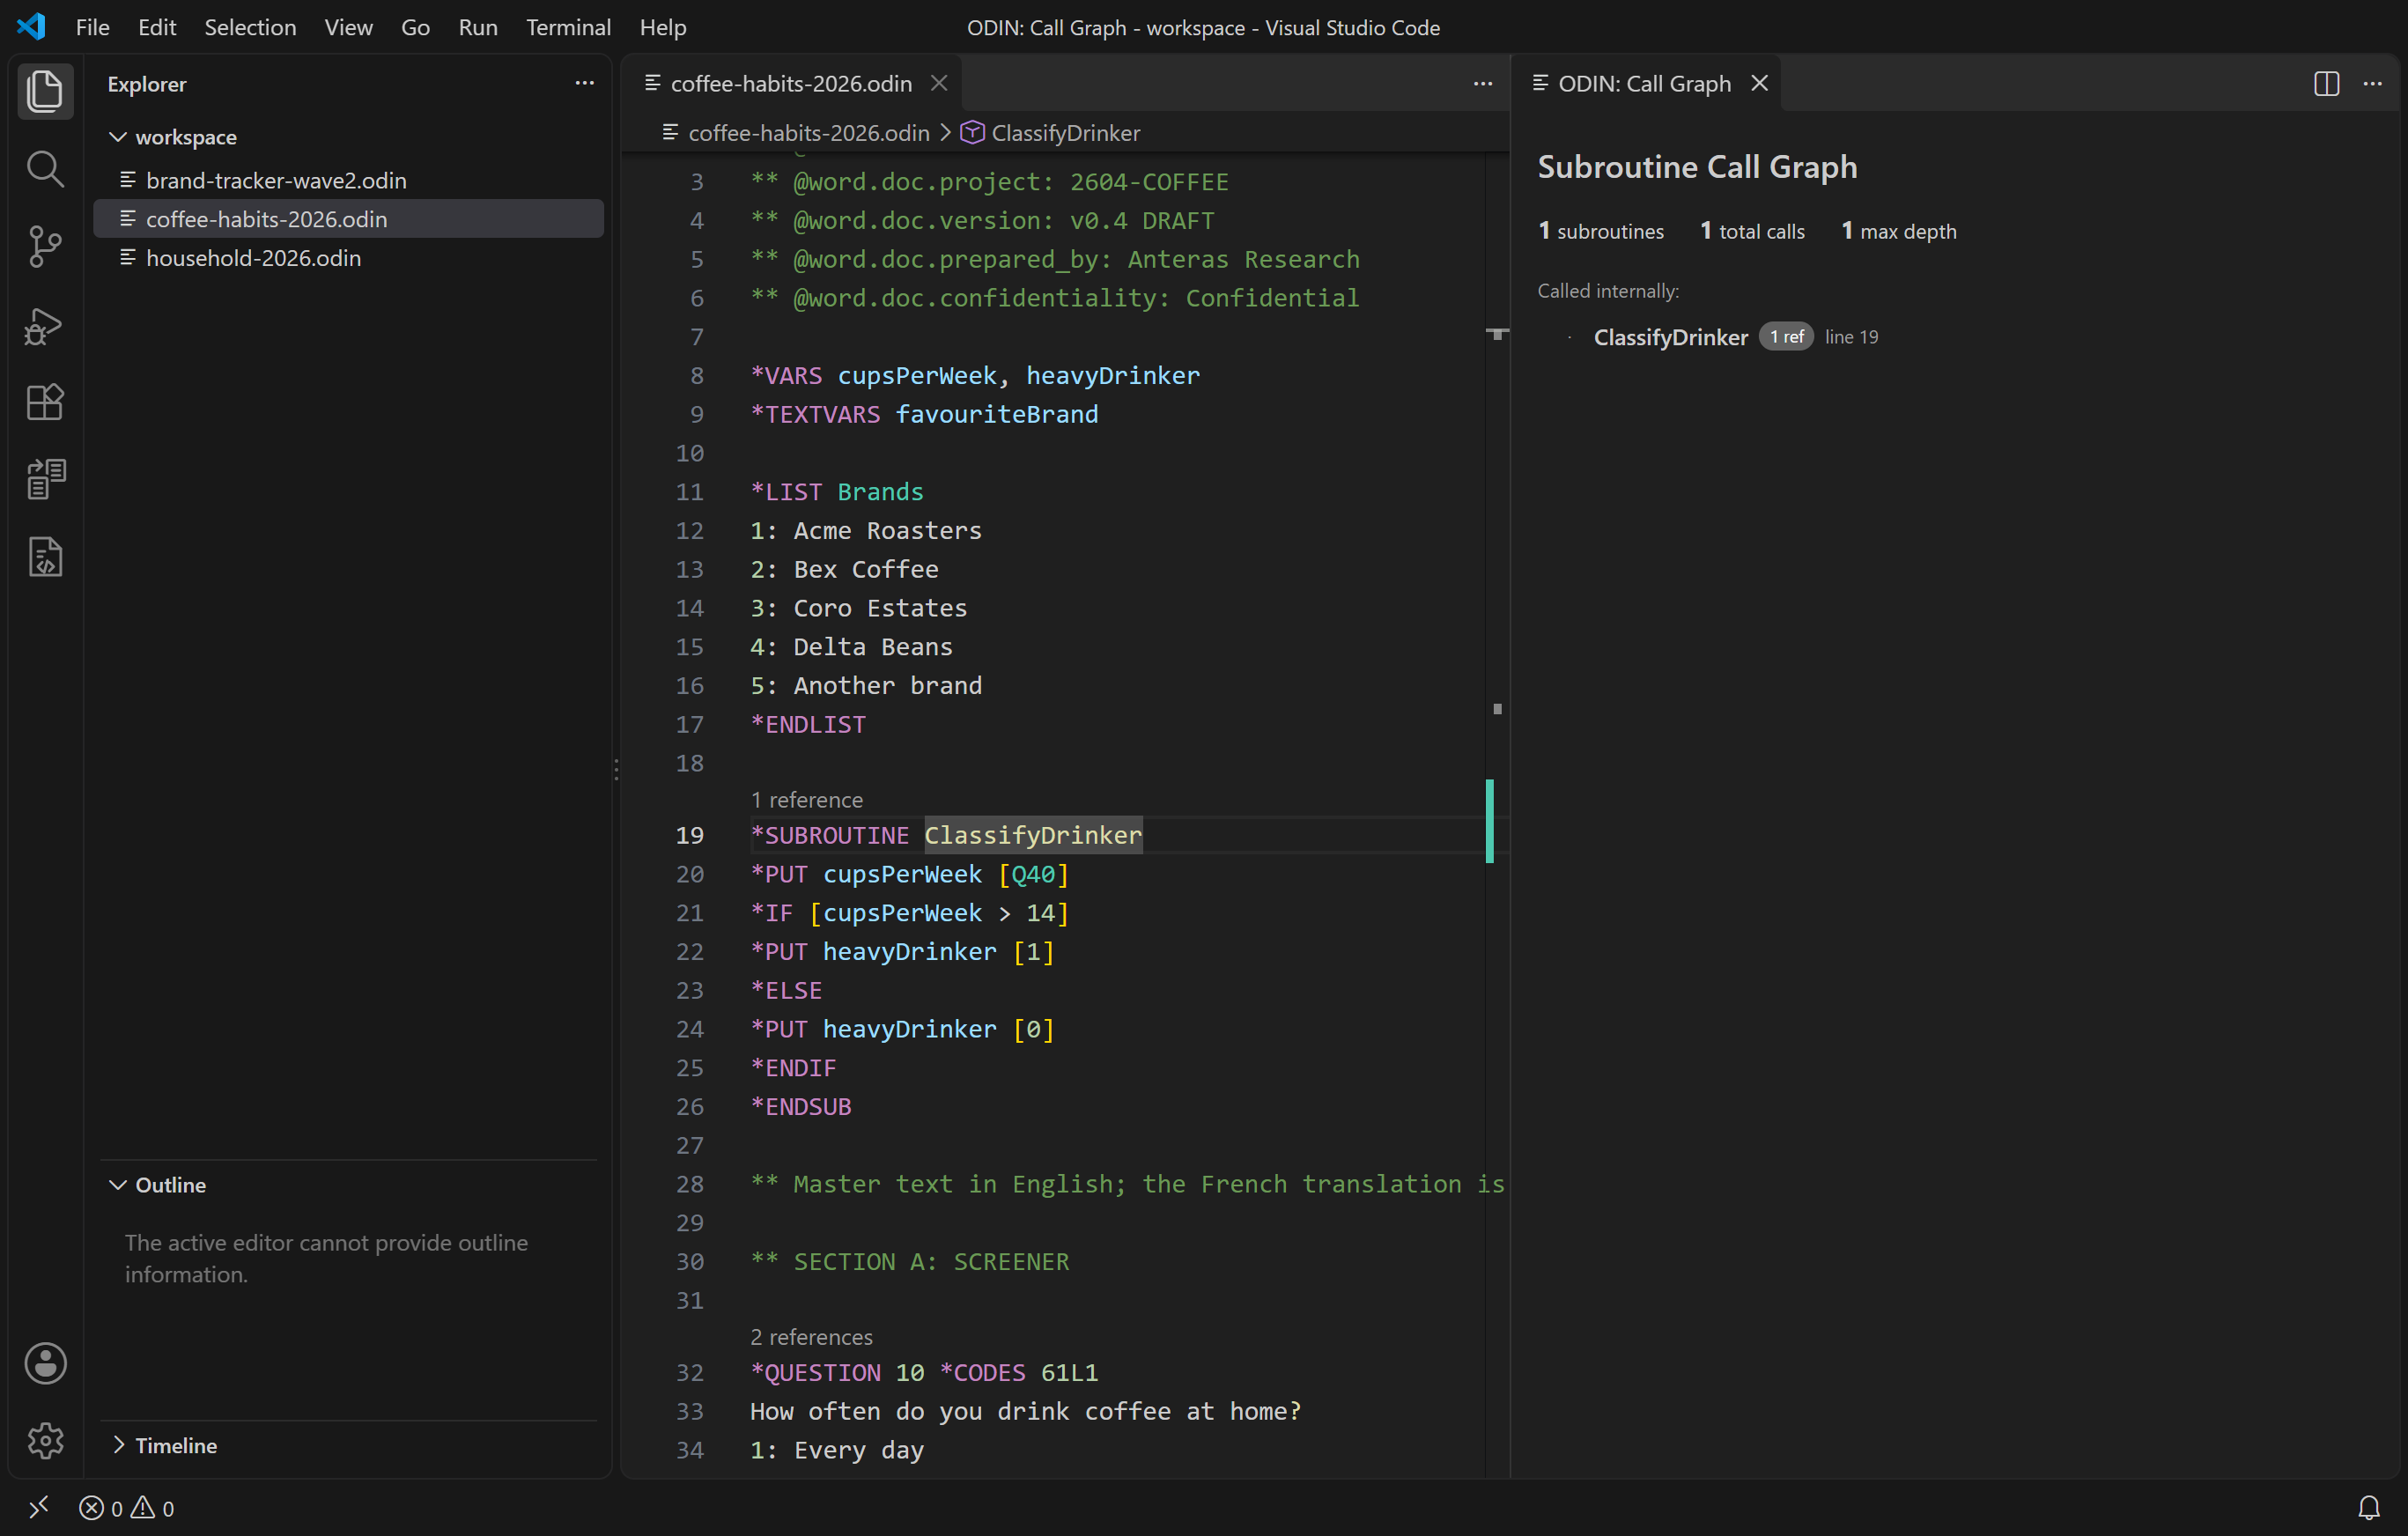 File Edit Selection View Go Run Terminal Help
ODIN: Call Graph - workspace - Visual Studio Code
Explorer
workspace
brand-tracker-wave2.odin
coffee-habits-2026.odin
household-2026.odin
Outline
The active editor cannot provide outline
information.
Timeline
coffee-habits-2026.odin
coffee-habits-2026.odin > ClassifyDrinker
3 ** @word.doc.project: 2604-COFFEE
4 ** @word.doc.version: v0.4 DRAFT
5 ** @word.doc.prepared_by: Anteras Research
6 ** @word.doc.confidentiality: Confidential
7
8 *VARS cupsPerWeek, heavyDrinker
9 *TEXTVARS favouriteBrand
10
11 *LIST Brands
12 1: Acme Roasters
13 2: Bex Coffee
14 3: Coro Estates
15 4: Delta Beans
16 5: Another brand
17 *ENDLIST
18
1 reference
19 *SUBROUTINE ClassifyDrinker
20 *PUT cupsPerWeek [Q40]
21 *IF [cupsPerWeek > 14]
22 *PUT heavyDrinker [1]
23 *ELSE
24 *PUT heavyDrinker [0]
25 *ENDIF
26 *ENDSUB
27
28 ** Master text in English; the French translation is
29
30 ** SECTION A: SCREENER
31
2 references
32 *QUESTION 10 *CODES 61L1
33 How often do you drink coffee at home?
34 1: Every day
ODIN: Call Graph
Subroutine Call Graph
1 subroutines 1 total calls 1 max depth
Called internally:
· ClassifyDrinker 1 ref line 19
0 0